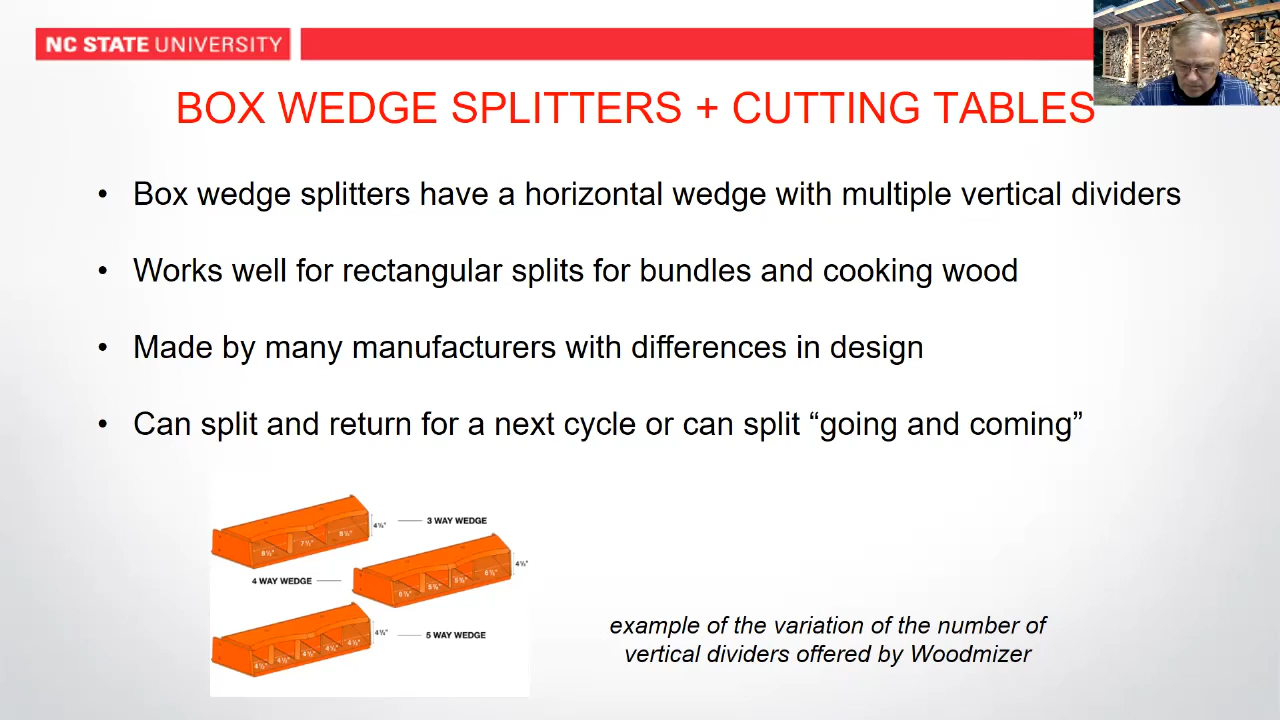 NC STATE UNIVERSITY
BOX WEDGE SPLITTERS + CUTTING TABLES
• Box wedge splitters have a horizontal wedge with multiple vertical dividers
• Works well for rectangular splits for bundles and cooking wood
• Made by many manufacturers with differences in design
• Can split and return for a next cycle or can split “going and coming”
3 WAY WEDGE
4 WAY WEDGE
5 WAY WEDGE
example of the variation of the number of
vertical dividers offered by Woodmizer